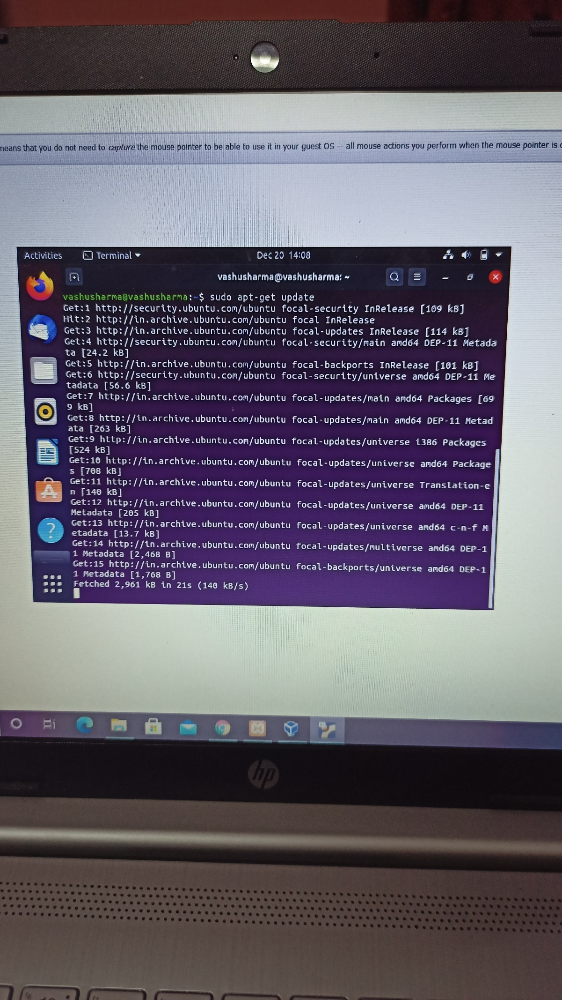 means that you do not need to capture the mouse pointer to be able to use it in your guest OS -- all mouse actions you perform when the mouse pointer is
Activities Terminal Dec 20 14:08
vashusharma@vashusharma: ~
vashusharma@vashusharma:~$ sudo apt-get update
Get:1 http://security.ubuntu.com/ubuntu focal-security InRelease [109 kB]
Hit:2 http://in.archive.ubuntu.com/ubuntu focal InRelease
Get:3 http://in.archive.ubuntu.com/ubuntu focal-updates InRelease [114 kB]
Get:4 http://security.ubuntu.com/ubuntu focal-security/main amd64 DEP-11 Metada
ta [24.2 kB]
Get:5 http://in.archive.ubuntu.com/ubuntu focal-backports InRelease [101 kB]
Get:6 http://security.ubuntu.com/ubuntu focal-security/universe amd64 DEP-11 Me
tadata [56.6 kB]
Get:7 http://in.archive.ubuntu.com/ubuntu focal-updates/main amd64 Packages [69
9 kB]
Get:8 http://in.archive.ubuntu.com/ubuntu focal-updates/main amd64 DEP-11 Metad
ata [263 kB]
Get:9 http://in.archive.ubuntu.com/ubuntu focal-updates/universe i386 Packages
[524 kB]
Get:10 http://in.archive.ubuntu.com/ubuntu focal-updates/universe amd64 Package
s [708 kB]
Get:11 http://in.archive.ubuntu.com/ubuntu focal-updates/universe Translation-e
n [140 kB]
Get:12 http://in.archive.ubuntu.com/ubuntu focal-updates/universe amd64 DEP-11
Metadata [205 kB]
Get:13 http://in.archive.ubuntu.com/ubuntu focal-updates/universe amd64 c-n-f M
etadata [13.7 kB]
Get:14 http://in.archive.ubuntu.com/ubuntu focal-updates/multiverse amd64 DEP-1
1 Metadata [2,468 B]
Get:15 http://in.archive.ubuntu.com/ubuntu focal-backports/universe amd64 DEP-1
1 Metadata [1,768 B]
Fetched 2,961 kB in 21s (140 kB/s)
hp
f6